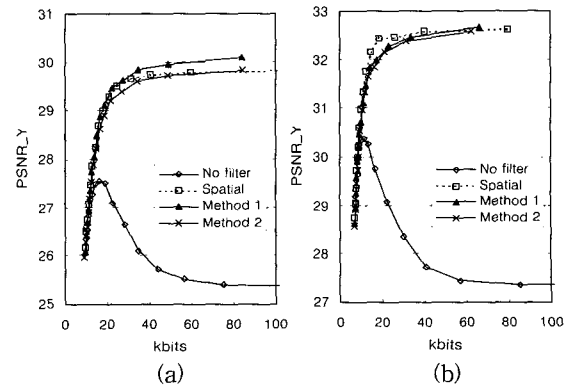 31
30
29
28
27
26
25
PSNR_Y
No filter
Spatial
Method 1
Method 2
0 20 40 60 80 100
kbits
(a)
33
32
31
30
29
28
27
PSNR_Y
No filter
Spatial
Method 1
Method 2
0 20 40 60 80 100
kbits
(b)